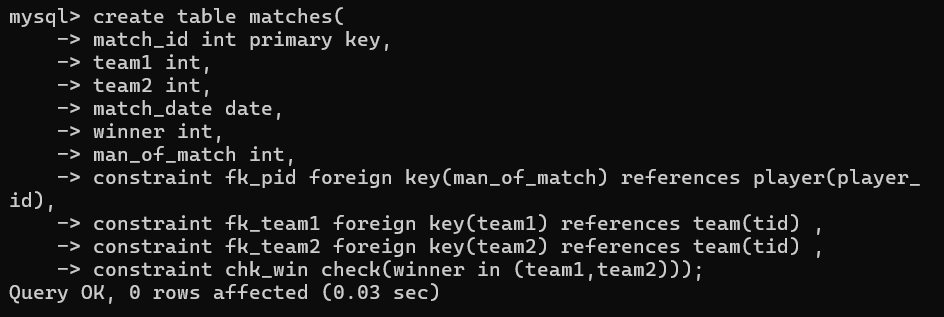 mysql> create table matches(
    -> match_id int primary key,
    -> team1 int,
    -> team2 int,
    -> match_date date,
    -> winner int,
    -> man_of_match int,
    -> constraint fk_pid foreign key(man_of_match) references player(player_
id),
    -> constraint fk_team1 foreign key(team1) references team(tid) ,
    -> constraint fk_team2 foreign key(team2) references team(tid) ,
    -> constraint chk_win check(winner in (team1,team2)));
Query OK, 0 rows affected (0.03 sec)